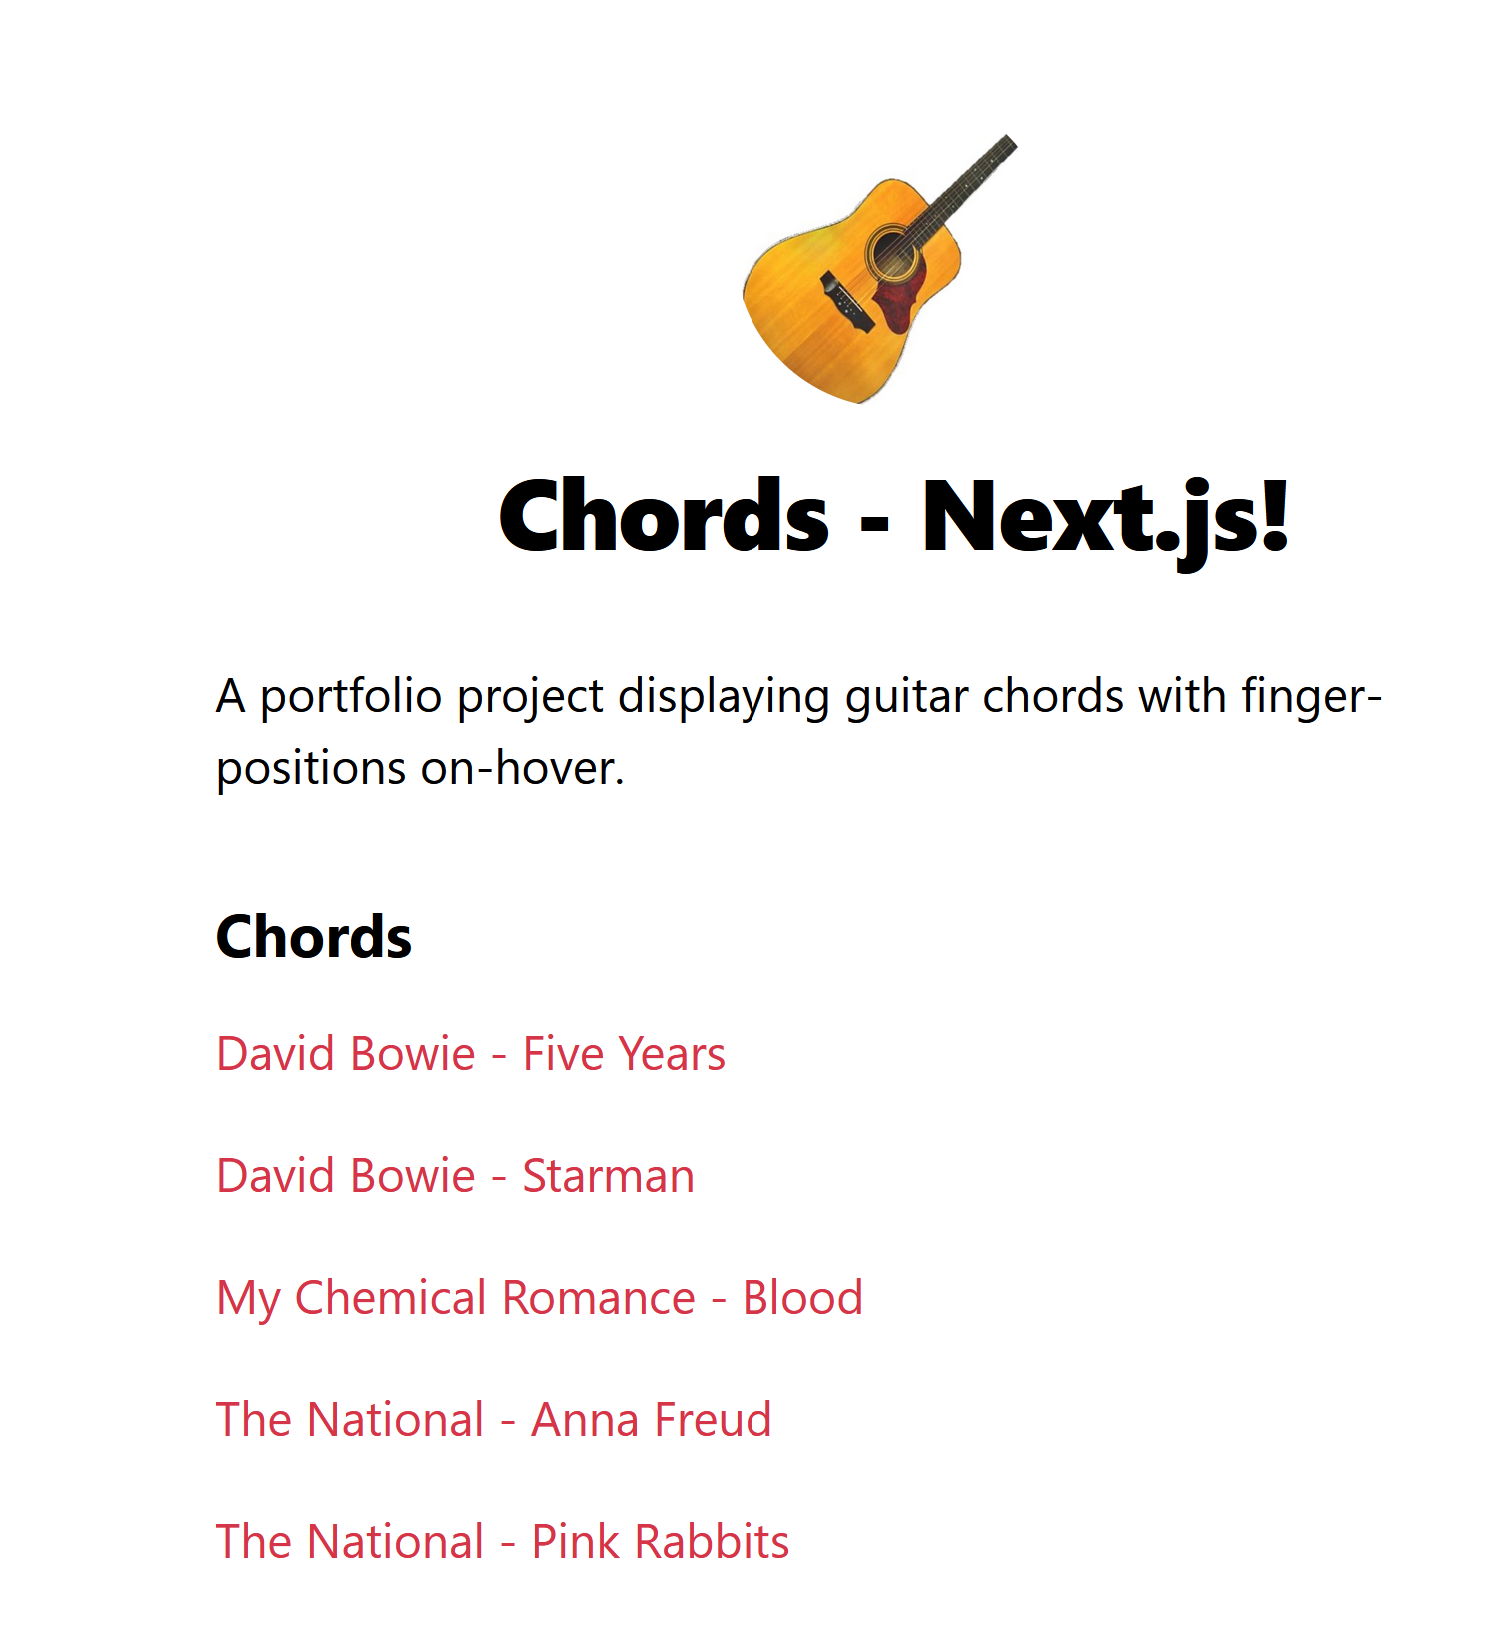 Chords - Next.js!
A portfolio project displaying guitar chords with finger-
positions on-hover.
Chords
David Bowie - Five Years
David Bowie - Starman
My Chemical Romance - Blood
The National - Anna Freud
The National - Pink Rabbits